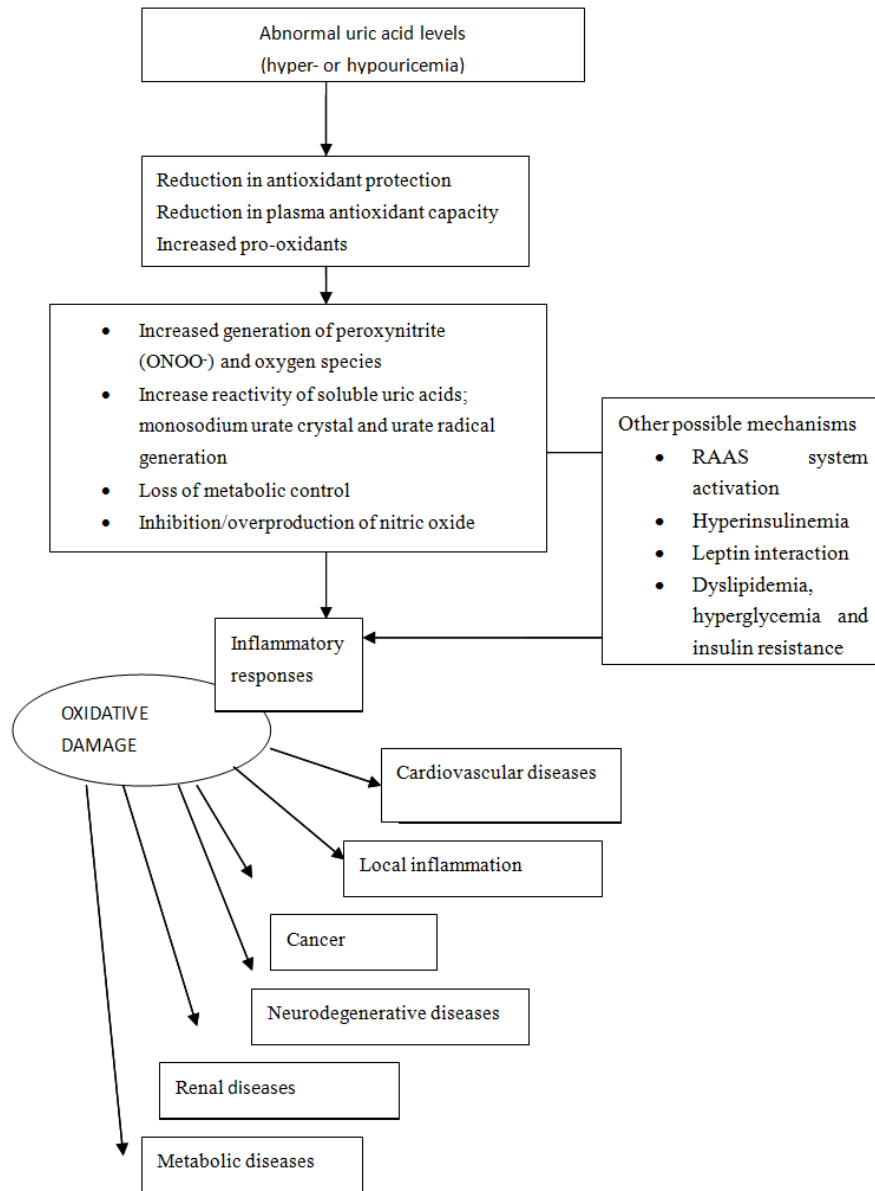 Abnormal uric acid levels
(hyper- or hypouricemia)
Reduction in antioxidant protection
Reduction in plasma antioxidant capacity
Increased pro-oxidants
• Increased generation of peroxynitrite
(ONOO-) and oxygen species
• Increase reactivity of soluble uric acids;
monosodium urate crystal and urate radical
generation
• Loss of metabolic control
• Inhibition/overproduction of nitric oxide
Other possible mechanisms
• RAAS system
activation
• Hyperinsulinemia
• Leptin interaction
• Dyslipidemia,
hyperglycemia and
insulin resistance
Inflammatory
responses
OXIDATIVE
DAMAGE
Cardiovascular diseases
Local inflammation
Cancer
Neurodegenerative diseases
Renal diseases
Metabolic diseases